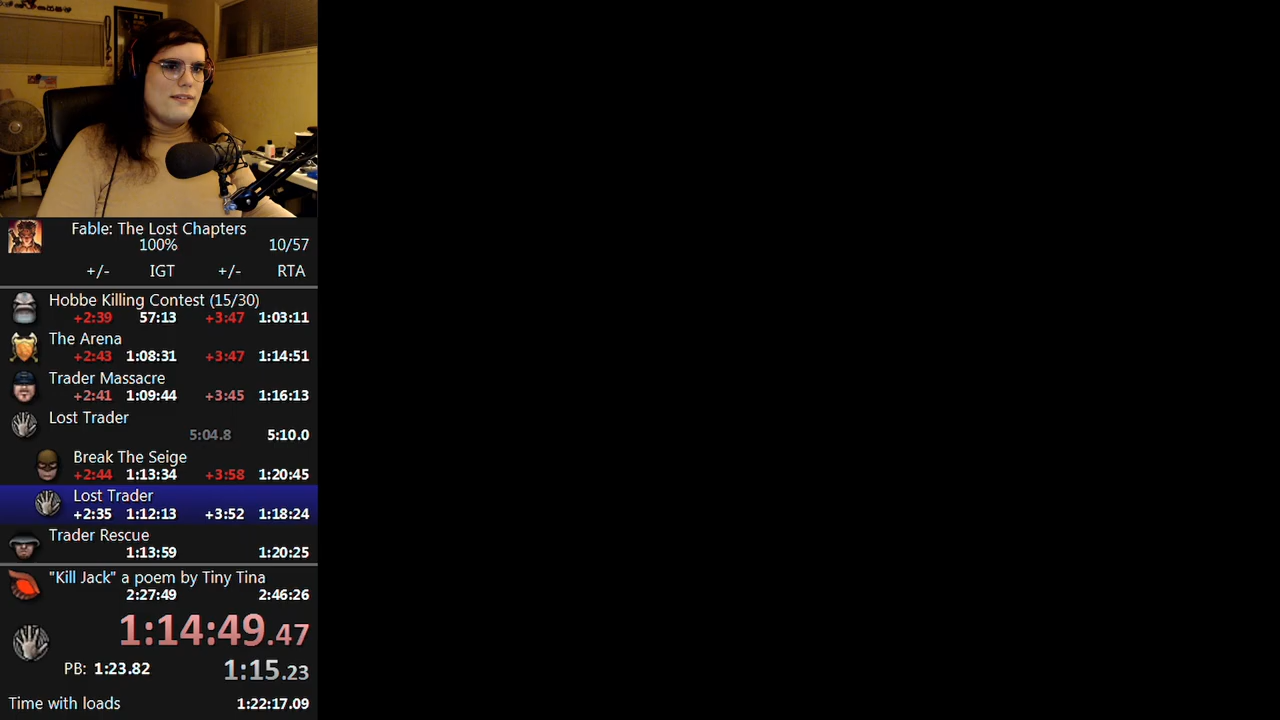 Fable: The Lost Chapters
100% 10/57
+/- IGT +/- RTA
Hobbe Killing Contest (15/30)
+2:39 57:13 +3:47 1:03:11
The Arena
+2:43 1:08:31 +3:47 1:14:51
Trader Massacre
+2:41 1:09:44 +3:45 1:16:13
Lost Trader
5:04.8 5:10.0
Break The Seige
+2:44 1:13:34 +3:58 1:20:45
Lost Trader
+2:35 1:12:13 +3:52 1:18:24
Trader Rescue
1:13:59 1:20:25
"Kill Jack" a poem by Tiny Tina
2:27:49 2:46:26
1:14:49.47
PB: 1:23.82 1:15.23
Time with loads 1:22:17.09